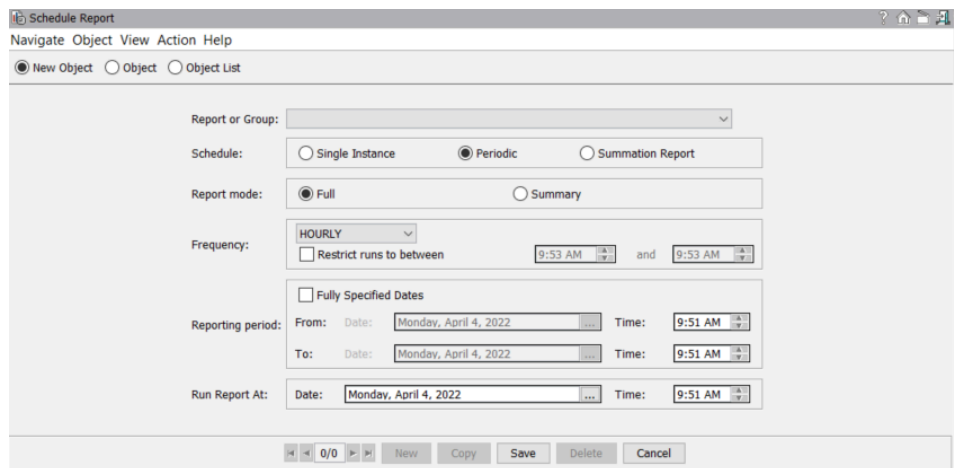 Schedule Report
Navigate Object View Action Help
New Object Object Object List
Report or Group:
Schedule: Single Instance Periodic Summation Report
Report mode: Full Summary
HOURLY
Frequency:
Restrict runs to between 9:53 AM and 9:53 AM
Fully Specified Dates
Reporting period: From: Date: Monday, April 4, 2022 ... Time: 9:51 AM
To: Date: Monday, April 4, 2022 ... Time: 9:51 AM
Run Report At: Date: Monday, April 4, 2022 ... Time: 9:51 AM
0/0 New Copy Save Delete Cancel